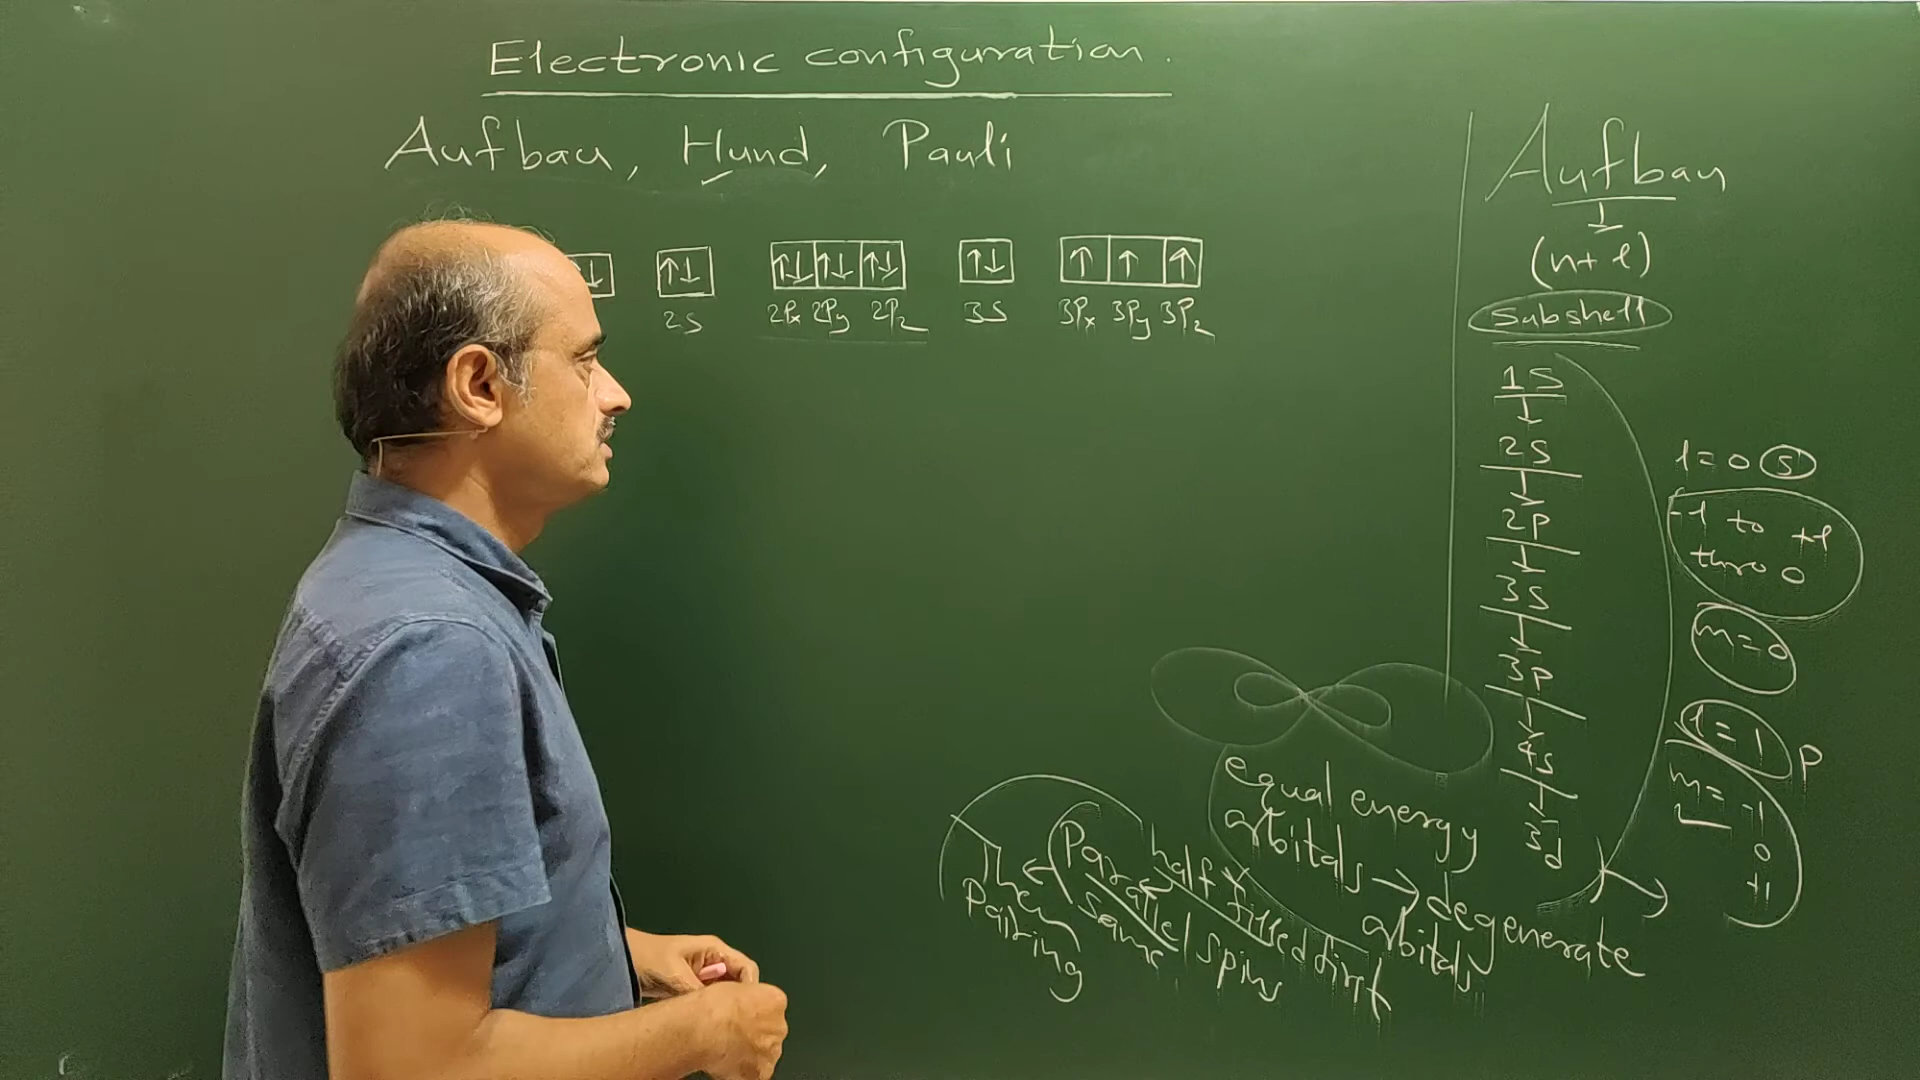 Electronic configuration.
Aufbau, Hund, Pauli
2s 2Px 2Py 2Pz 3s 3Px 3Py 3Pz
Aufbau
(n+l)
Subshell
1s
2s
2p
3s
3p
4s
3d
l=0 s
-l to +l
thro 0
m=0
l=1 p
m= -1
0
+1
equal energy
orbitals → degenerate
orbitals
half filled first
Parallel spins
same
then
Pairing